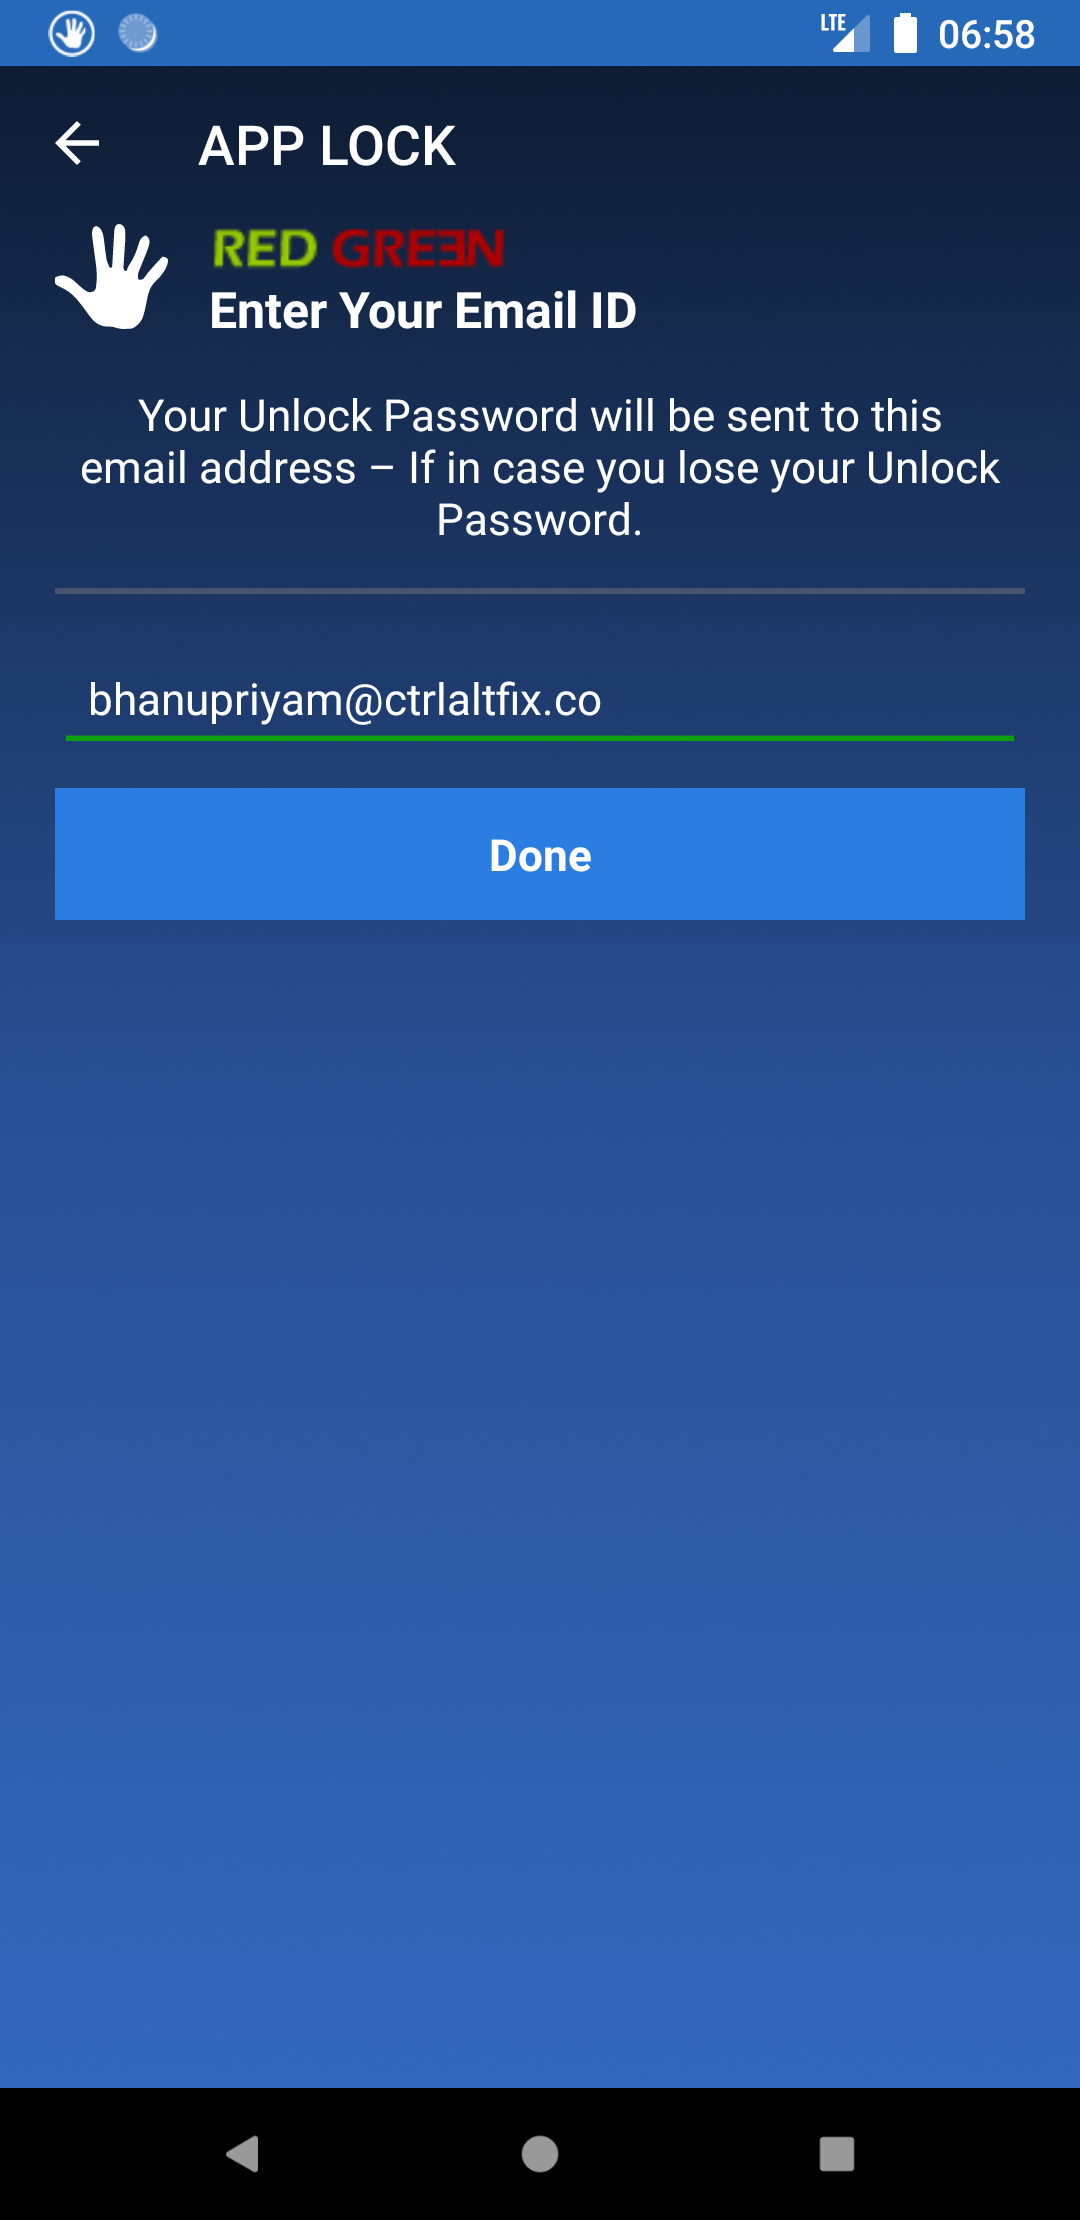 LTE 06:58
APP LOCK
RED GREEN
Enter Your Email ID
Your Unlock Password will be sent to this
email address – If in case you lose your Unlock
Password.
bhanupriyam@ctrlaltfix.co
Done